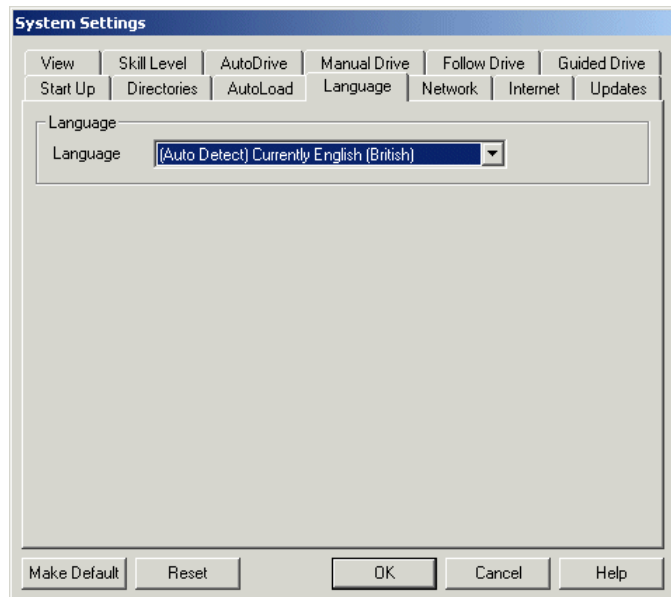 System Settings
View Skill Level AutoDrive Manual Drive Follow Drive Guided Drive
Start Up Directories AutoLoad Language Network Internet Updates
Language
Language (Auto Detect) Currently English (British)
Make Default Reset OK Cancel Help